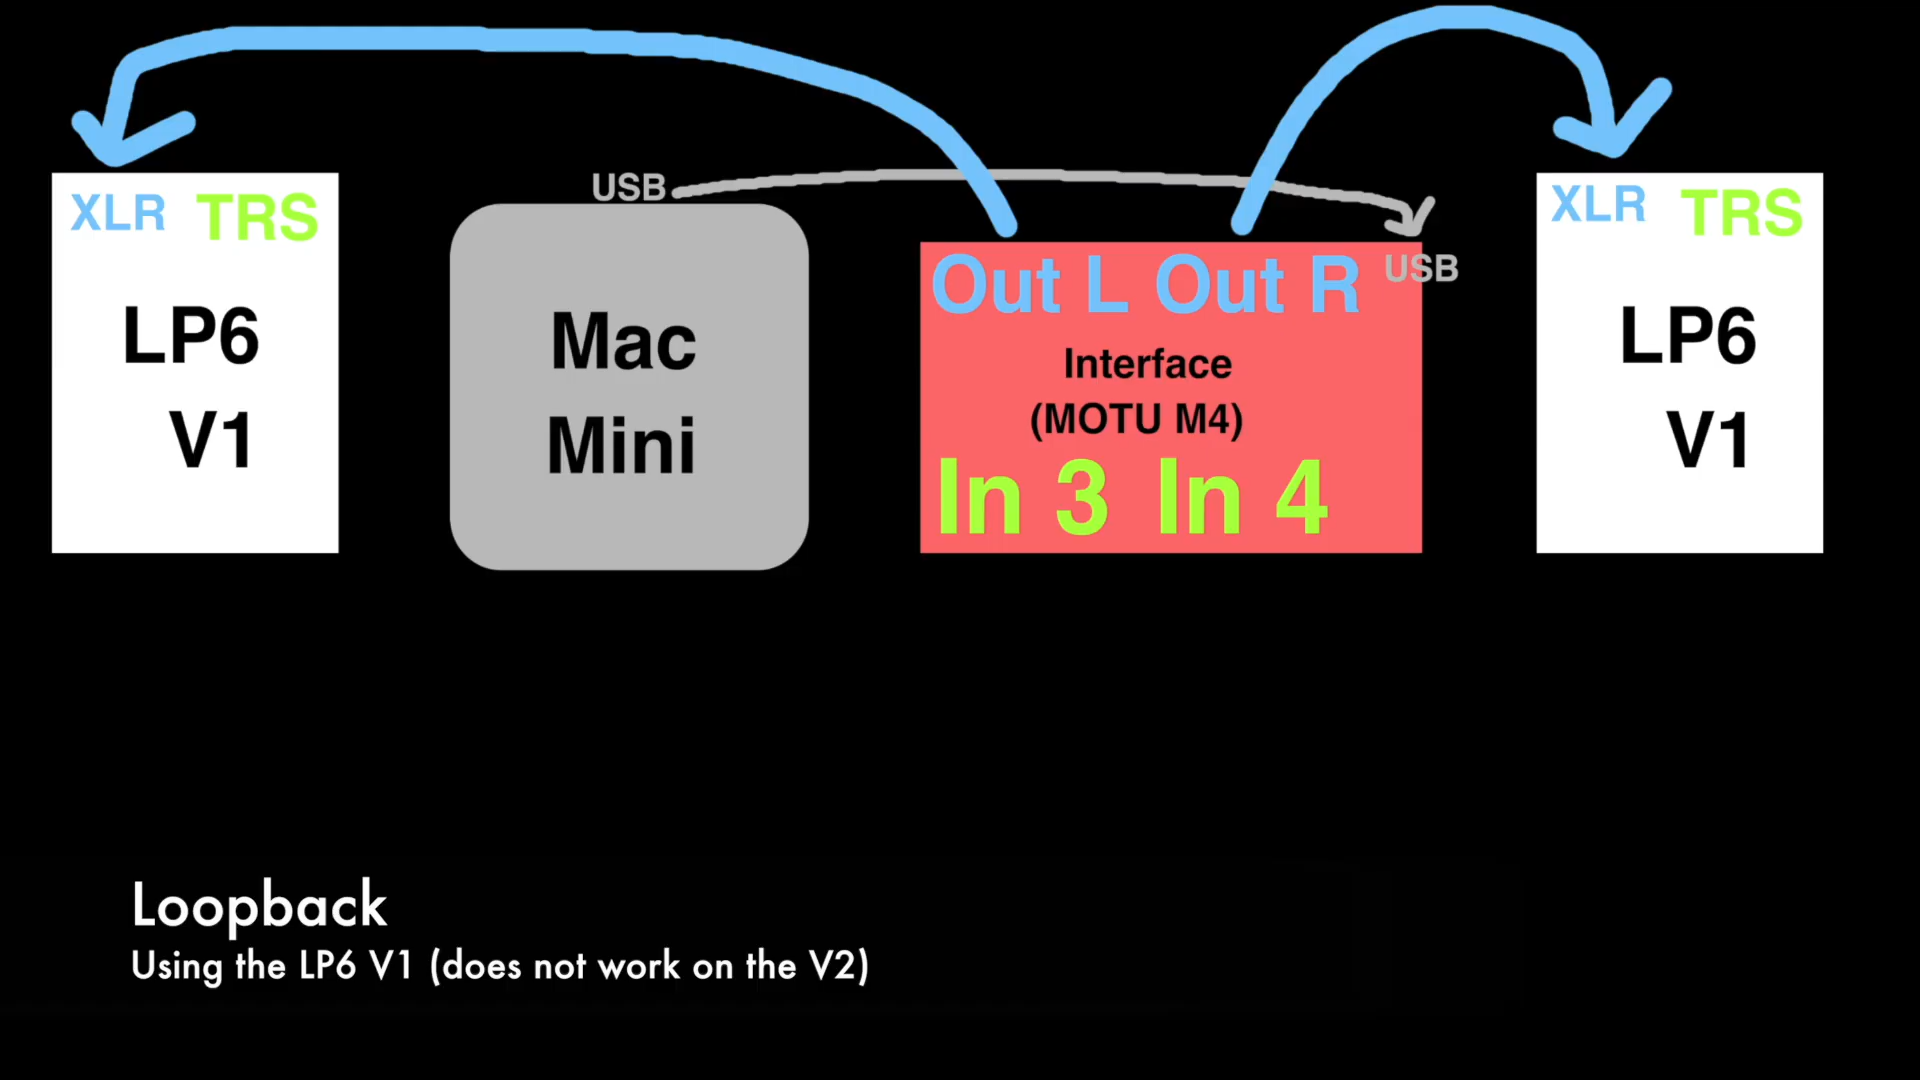 USB
XLR TRS
LP6
V1
Mac
Mini
Out L Out R
USB
Interface
(MOTU M4)
In 3 In 4
XLR TRS
LP6
V1
Loopback
Using the LP6 V1 (does not work on the V2)